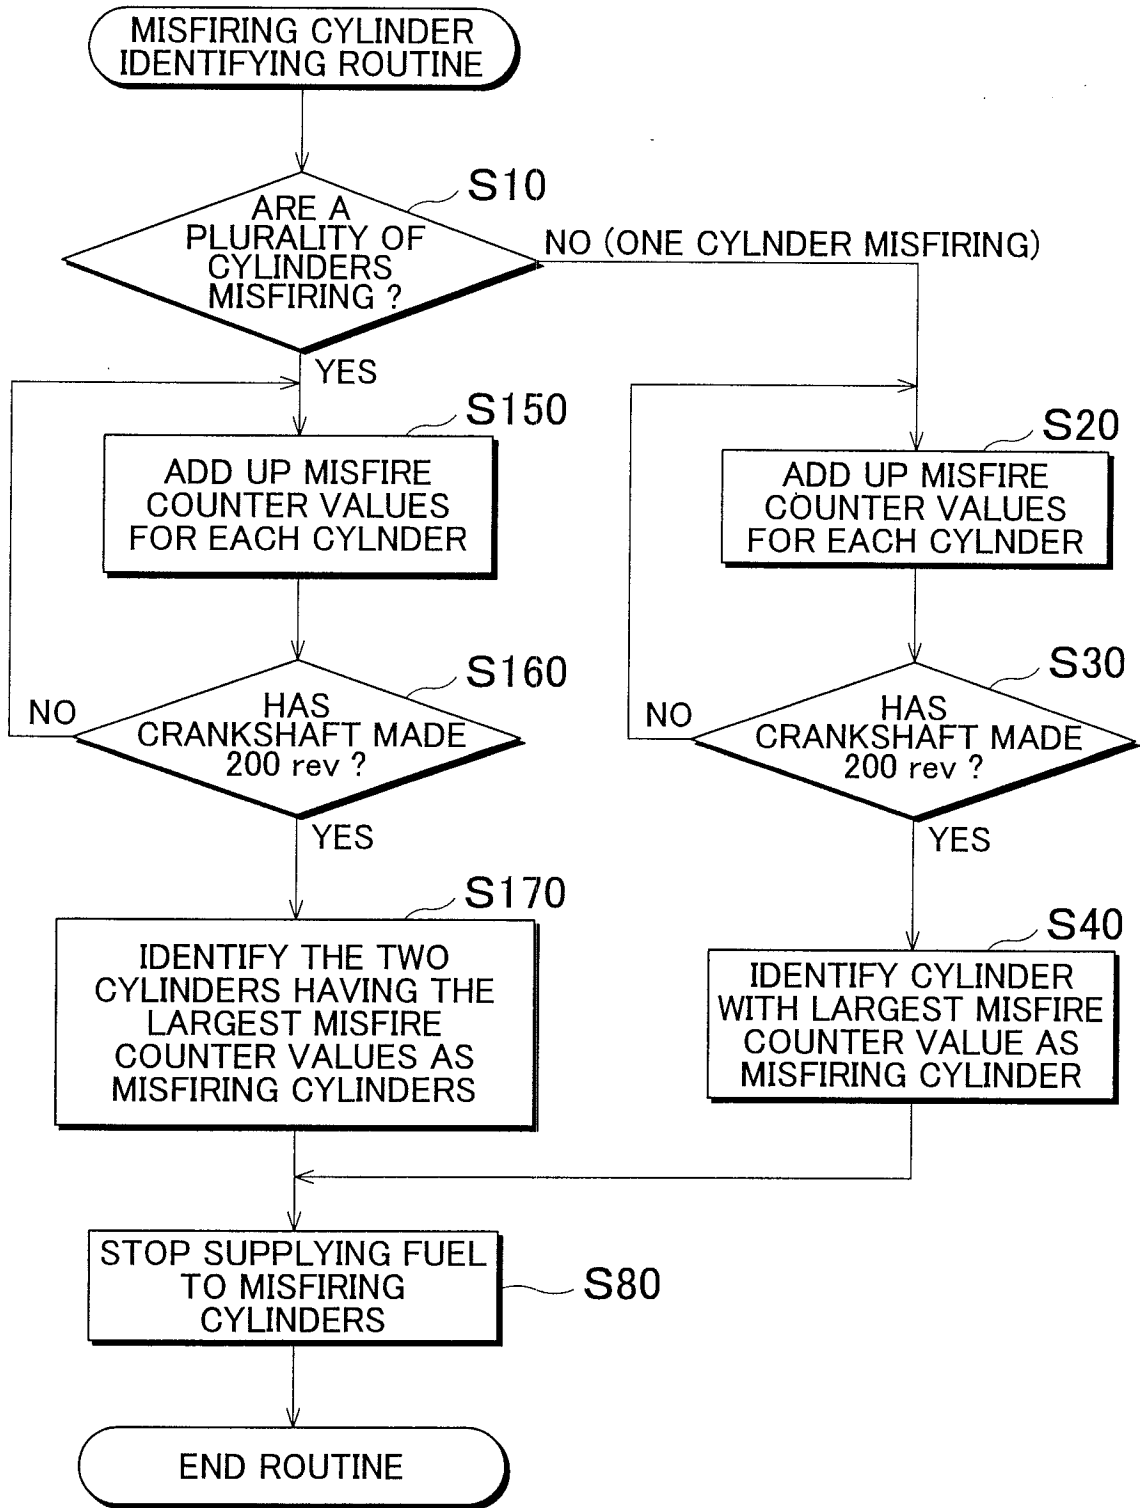 MISFIRING CYLINDER
IDENTIFYING ROUTINE
S10
ARE A
PLURALITY OF
CYLINDERS
MISFIRING ?
NO (ONE CYLNDER MISFIRING)
YES
S150
ADD UP MISFIRE
COUNTER VALUES
FOR EACH CYLNDER
S20
ADD UP MISFIRE
COUNTER VALUES
FOR EACH CYLNDER
S160
NO
HAS
CRANKSHAFT MADE
200 rev ?
YES
S30
NO
HAS
CRANKSHAFT MADE
200 rev ?
YES
S170
IDENTIFY THE TWO
CYLINDERS HAVING THE
LARGEST MISFIRE
COUNTER VALUES AS
MISFIRING CYLINDERS
S40
IDENTIFY CYLINDER
WITH LARGEST MISFIRE
COUNTER VALUE AS
MISFIRING CYLINDER
STOP SUPPLYING FUEL
TO MISFIRING
CYLINDERS
S80
END ROUTINE